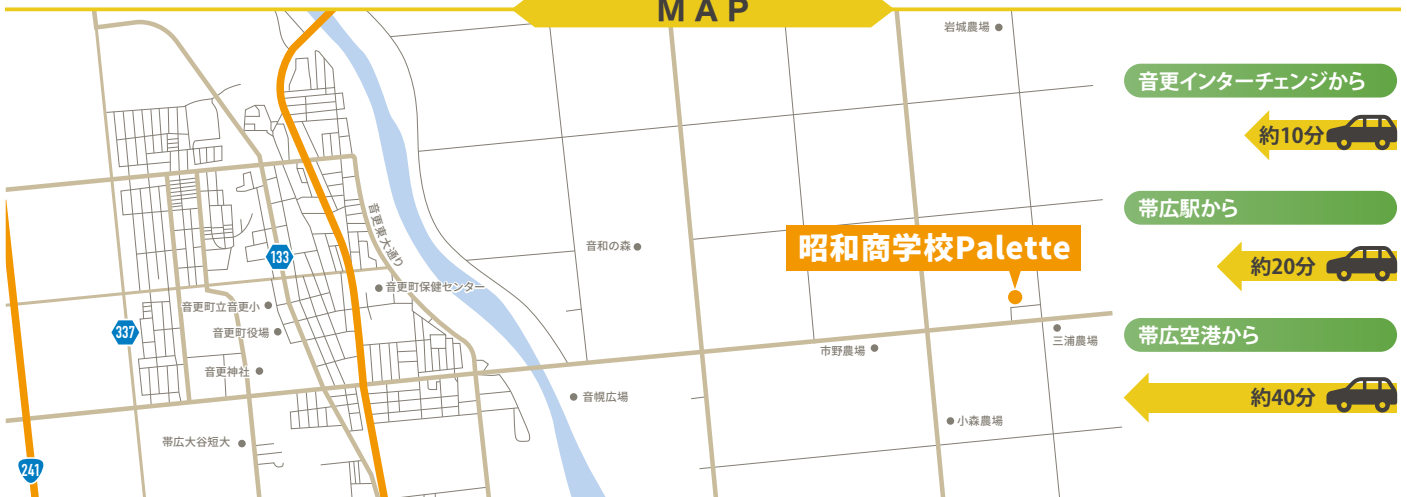 MAP
岩城農場
音更インターチェンジから
約10分
帯広駅から
約20分
帯広空港から
約40分
昭和商学校Palette
音和の森
音更東大通り
133
音更町保健センター
音更町立音更小
337
音更町役場
音更神社
三浦農場
市野農場
音幌広場
小森農場
帯広大谷短大
241